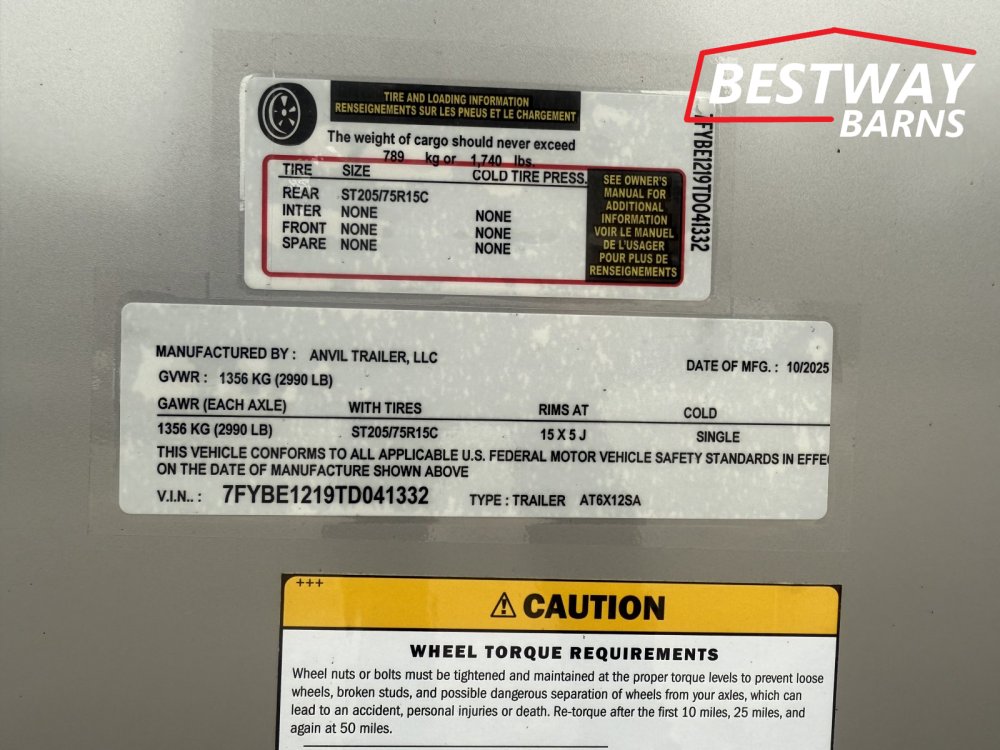 BESTWAY
BARNS
TIRE AND LOADING INFORMATION
RENSEIGNEMENTS SUR LES PNEUS ET LE CHARGEMENT
The weight of cargo should never exceed
789 kg or 1,740 lbs.
TIRE SIZE COLD TIRE PRESS.
REAR ST205/75R15C
INTER NONE NONE
FRONT NONE NONE
SPARE NONE NONE
SEE OWNER'S
MANUAL FOR
ADDITIONAL
INFORMATION
VOIR LE MANUEL
DE L'USAGER
POUR PLUS DE
RENSEIGNEMENTS
7FYBE1219TD041332
MANUFACTURED BY : ANVIL TRAILER, LLC DATE OF MFG. : 10/2025
GVWR : 1356 KG (2990 LB)
GAWR (EACH AXLE) WITH TIRES RIMS AT COLD
1356 KG (2990 LB) ST205/75R15C 15 X 5 J SINGLE
THIS VEHICLE CONFORMS TO ALL APPLICABLE U.S. FEDERAL MOTOR VEHICLE SAFETY STANDARDS IN EFFE
ON THE DATE OF MANUFACTURE SHOWN ABOVE
V.I.N.. : 7FYBE1219TD041332 TYPE : TRAILER AT6X12SA
+++
CAUTION
WHEEL TORQUE REQUIREMENTS
Wheel nuts or bolts must be tightened and maintained at the proper torque levels to prevent loose
wheels, broken studs, and possible dangerous separation of wheels from your axles, which can
lead to an accident, personal injuries or death. Re-torque after the first 10 miles, 25 miles, and
again at 50 miles.